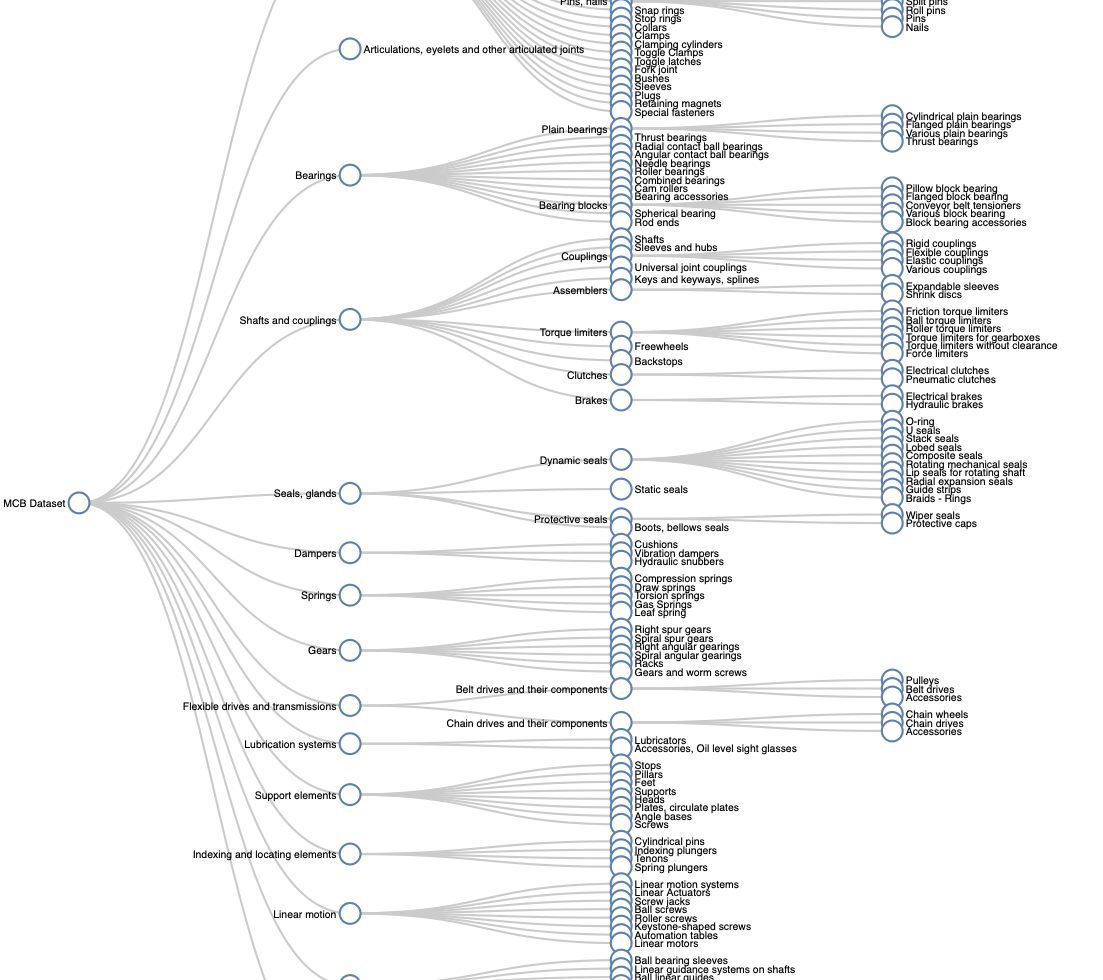 MCB Dataset
Articulations, eyelets and other articulated joints
Bearings
Shafts and couplings
Seals, glands
Dampers
Springs
Gears
Flexible drives and transmissions
Lubrication systems
Support elements
Indexing and locating elements
Linear motion
Pins, nails
Snap rings
Stop rings
Collars
Clamps
Clamping cylinders
Toggle Clamps
Toggle latches
Fork joint
Bushes
Sleeves
Plugs
Retaining magnets
Special fasteners
Plain bearings
Thrust bearings
Radial contact ball bearings
Angular contact ball bearings
Needle bearings
Roller bearings
Combined bearings
Cam rollers
Bearing accessories
Bearing blocks
Spherical bearing
Rod ends
Shafts
Sleeves and hubs
Couplings
Universal joint couplings
Keys and keyways, splines
Assemblers
Torque limiters
Freewheels
Backstops
Clutches
Brakes
Dynamic seals
Static seals
Protective seals
Boots, bellows seals
Cushions
Vibration dampers
Hydraulic snubbers
Compression springs
Draw springs
Torsion springs
Gas Springs
Leaf spring
Right spur gears
Spiral spur gears
Right angular gearings
Spiral angular gearings
Racks
Gears and worm screws
Belt drives and their components
Chain drives and their components
Lubricators
Accessories, Oil level sight glasses
Stops
Pillars
Feet
Supports
Heads
Plates, circulate plates
Angle bases
Screws
Cylindrical pins
Indexing plungers
Tenons
Spring plungers
Linear motion systems
Linear Actuators
Screw jacks
Ball screws
Roller screws
Keystone-shaped screws
Automation tables
Linear motors
Ball bearing sleeves
Linear guidance systems on shafts
Ball linear guides
Split pins
Roll pins
Pins
Nails
Cylindrical plain bearings
Flanged plain bearings
Various plain bearings
Thrust bearings
Pillow block bearing
Flanged block bearing
Conveyor belt tensioners
Various block bearing
Block bearing accessories
Rigid couplings
Flexible couplings
Elastic couplings
Various couplings
Expandable sleeves
Shrink discs
Friction torque limiters
Ball torque limiters
Roller torque limiters
Torque limiters for gearboxes
Torque limiters without clearance
Force limiters
Electrical clutches
Pneumatic clutches
Electrical brakes
Hydraulic brakes
O-ring
U seals
Stack seals
Lobed seals
Composite seals
Rotating mechanical seals
Lip seals for rotating shaft
Radial expansion seals
Guide strips
Braids - Rings
Wiper seals
Protective caps
Pulleys
Belt drives
Accessories
Chain wheels
Chain drives
Accessories